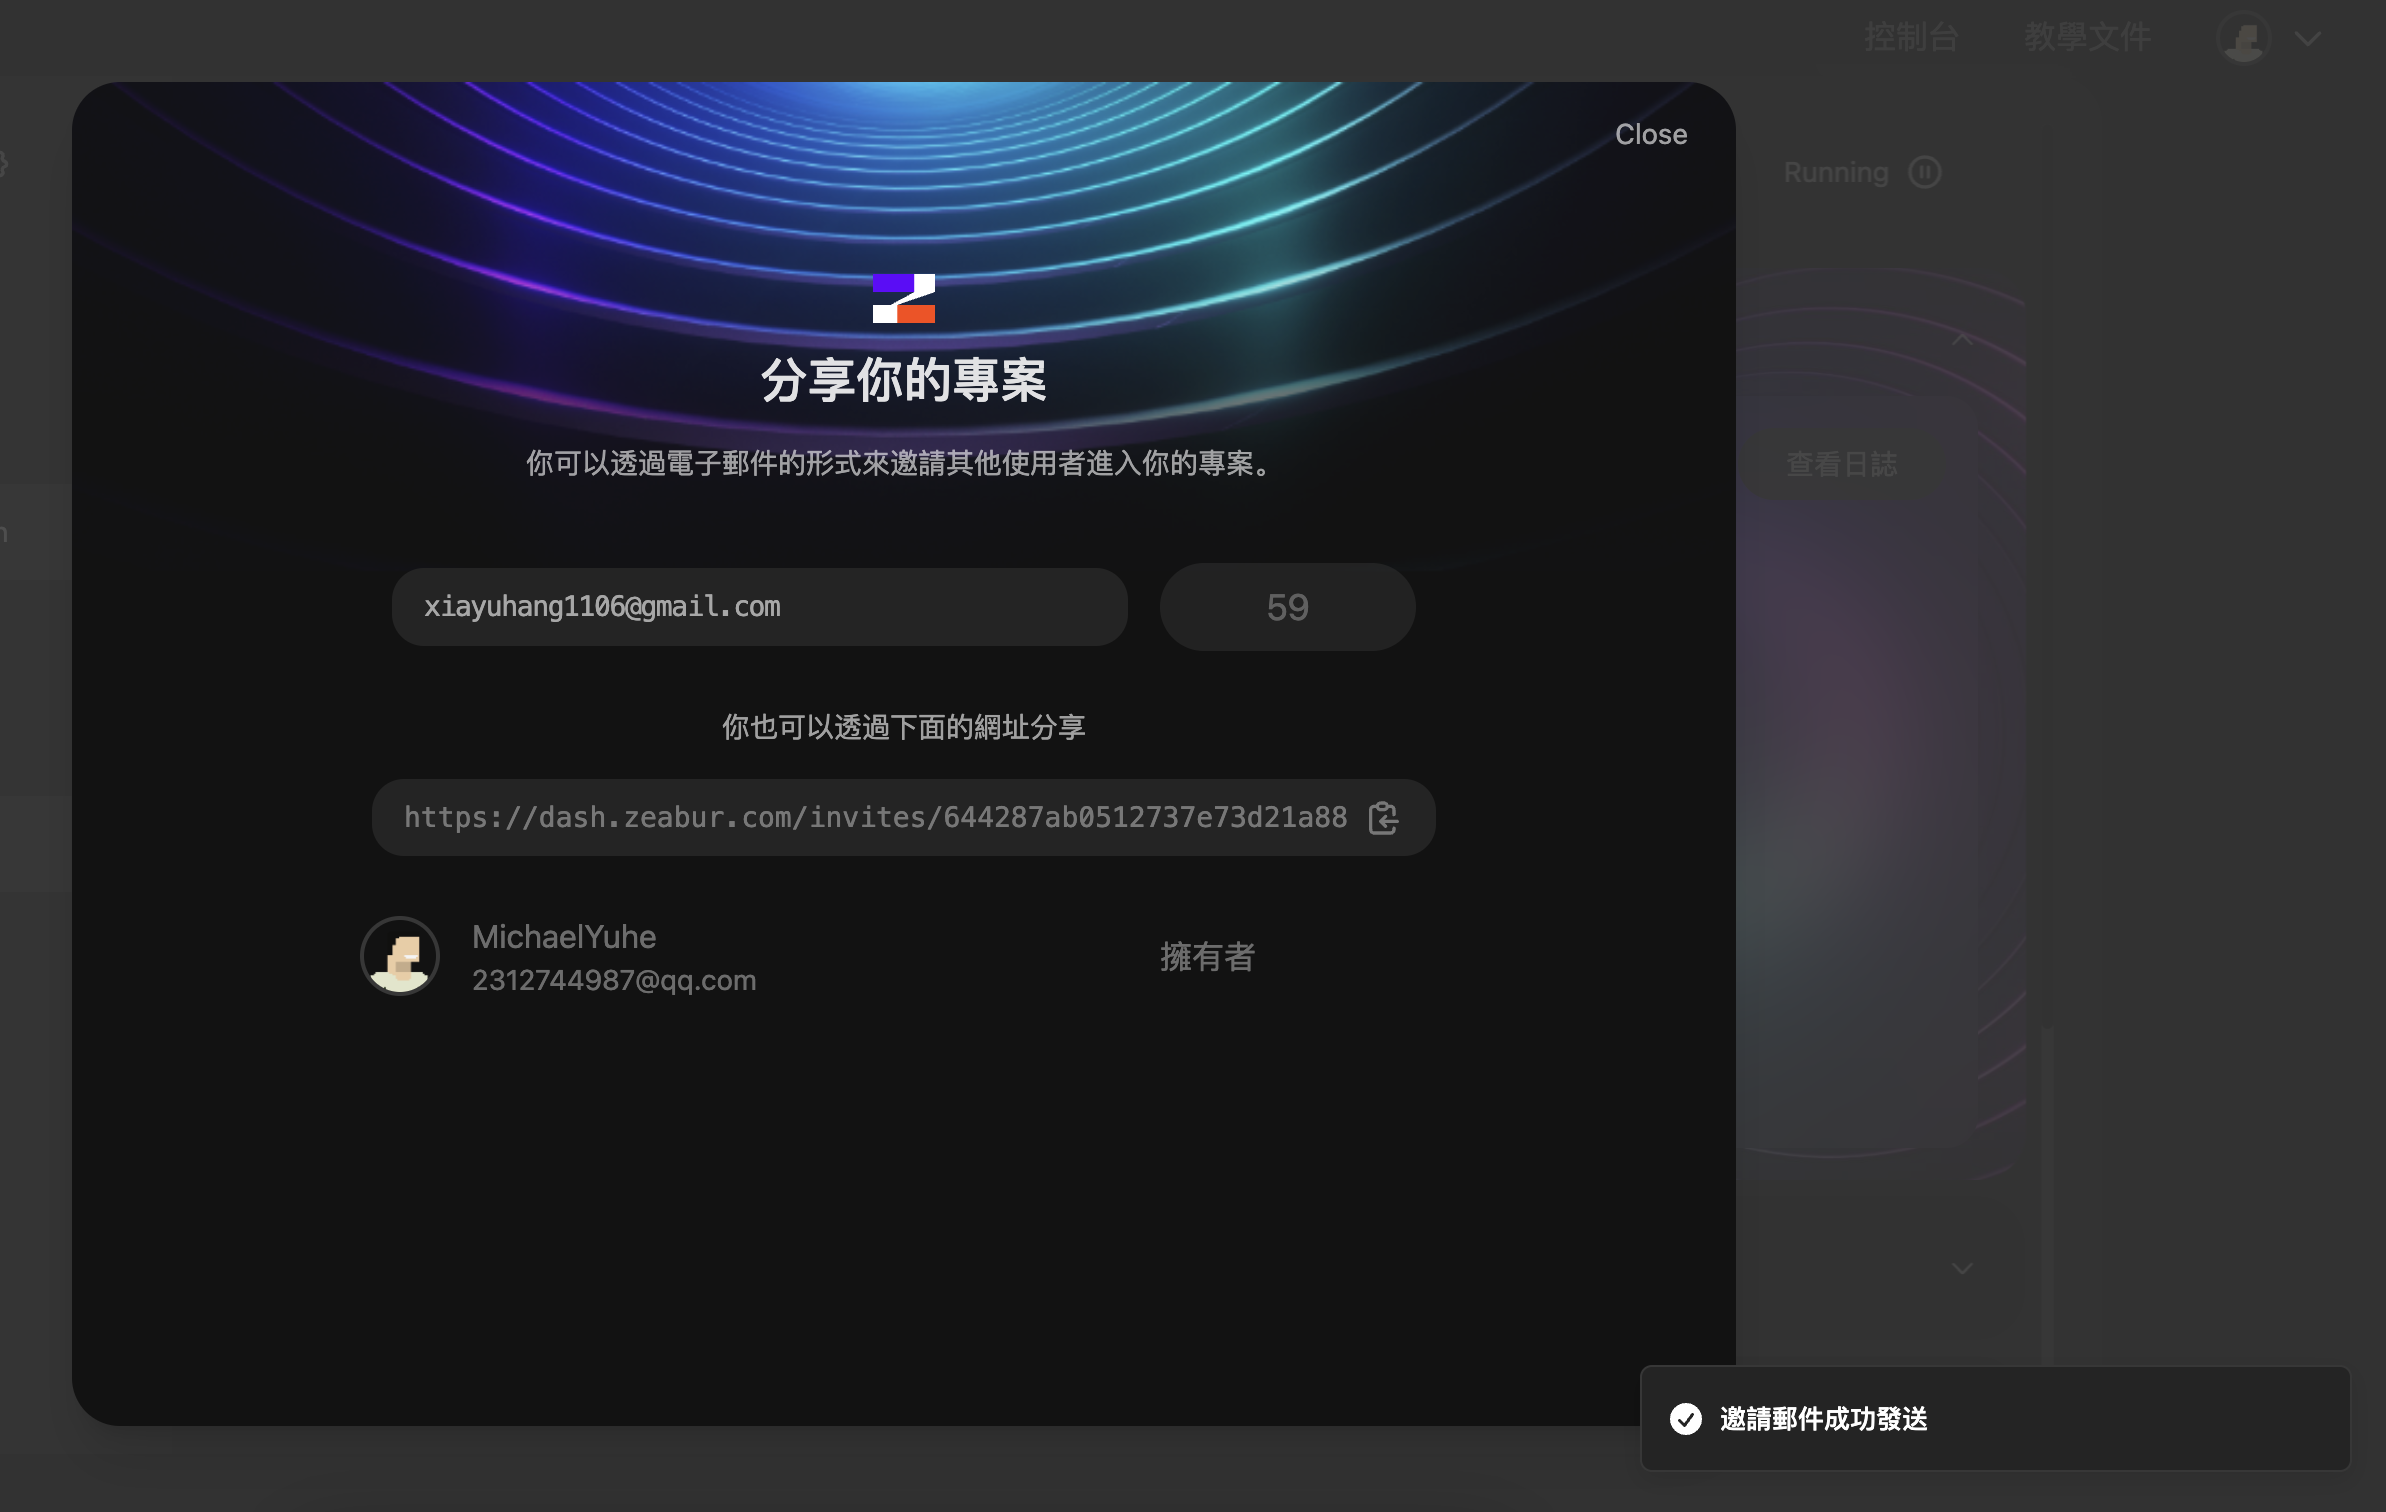 控制台 教學文件
Close
Running
分享你的專案
你可以透過電子郵件的形式來邀請其他使用者進入你的專案。
查看日誌
xiayuhang1106@gmail.com
59
你也可以透過下面的網址分享
https://dash.zeabur.com/invites/644287ab0512737e73d21a88
MichaelYuhe
2312744987@qq.com
擁有者
邀請郵件成功發送